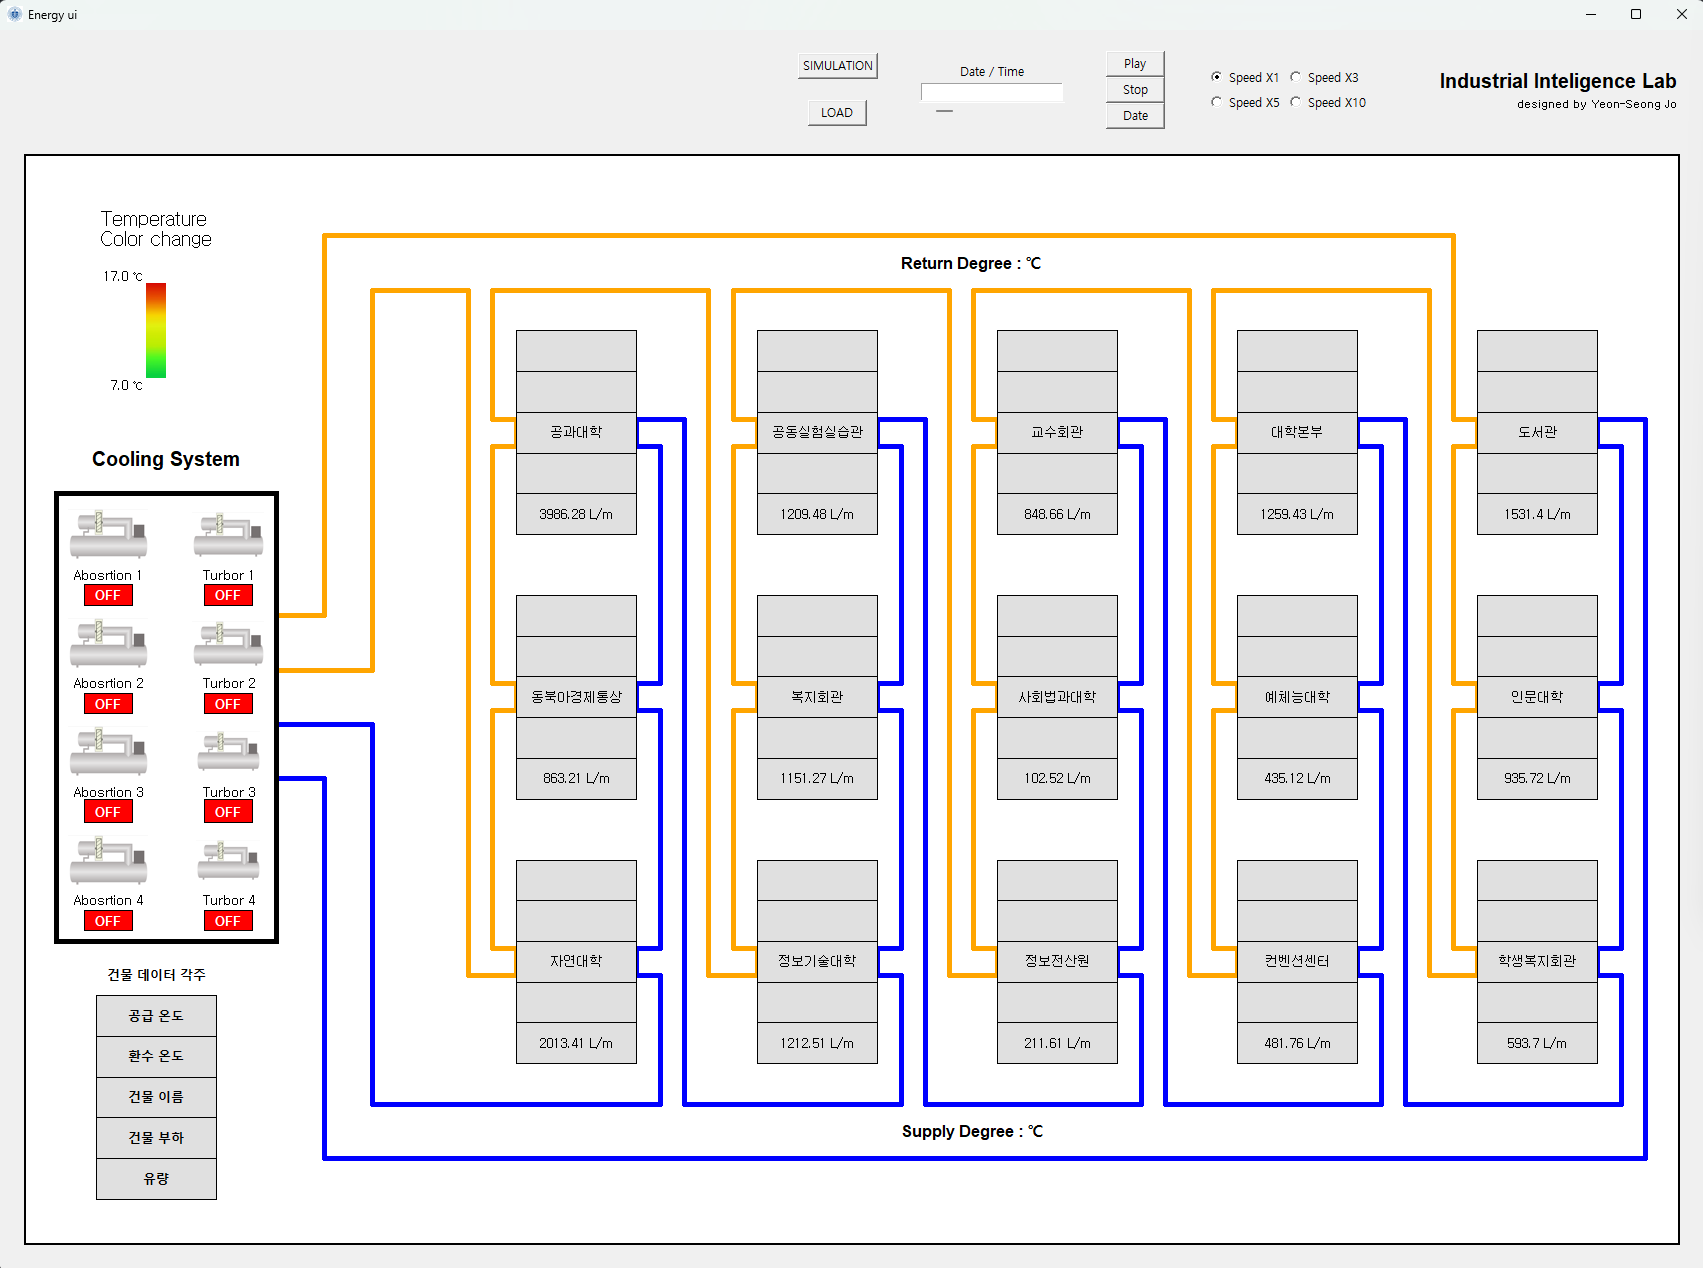 Energy ui
SIMULATION
LOAD
Date / Time
Play
Stop
Date
Speed X1
Speed X3
Speed X5
Speed X10
Industrial Inteligence Lab
designed by Yeon-Seong Jo
Temperature
Color change
17.0 ℃
7.0 ℃
Return Degree : ℃
공과대학
3986.28 L/m
공동실험실습관
1209.48 L/m
교수회관
848.66 L/m
대학본부
1259.43 L/m
도서관
1531.4 L/m
Cooling System
Abosrtion 1
OFF
Turbor 1
OFF
Abosrtion 2
OFF
Turbor 2
OFF
Abosrtion 3
OFF
Turbor 3
OFF
Abosrtion 4
OFF
Turbor 4
OFF
동북아경제통상
863.21 L/m
복지회관
1151.27 L/m
사회법과대학
102.52 L/m
예체능대학
435.12 L/m
인문대학
935.72 L/m
자연대학
2013.41 L/m
정보기술대학
1212.51 L/m
정보전산원
211.61 L/m
컨벤션센터
481.76 L/m
학생복지회관
593.7 L/m
건물 데이터 각주
공급 온도
환수 온도
건물 이름
건물 부하
유량
Supply Degree : ℃